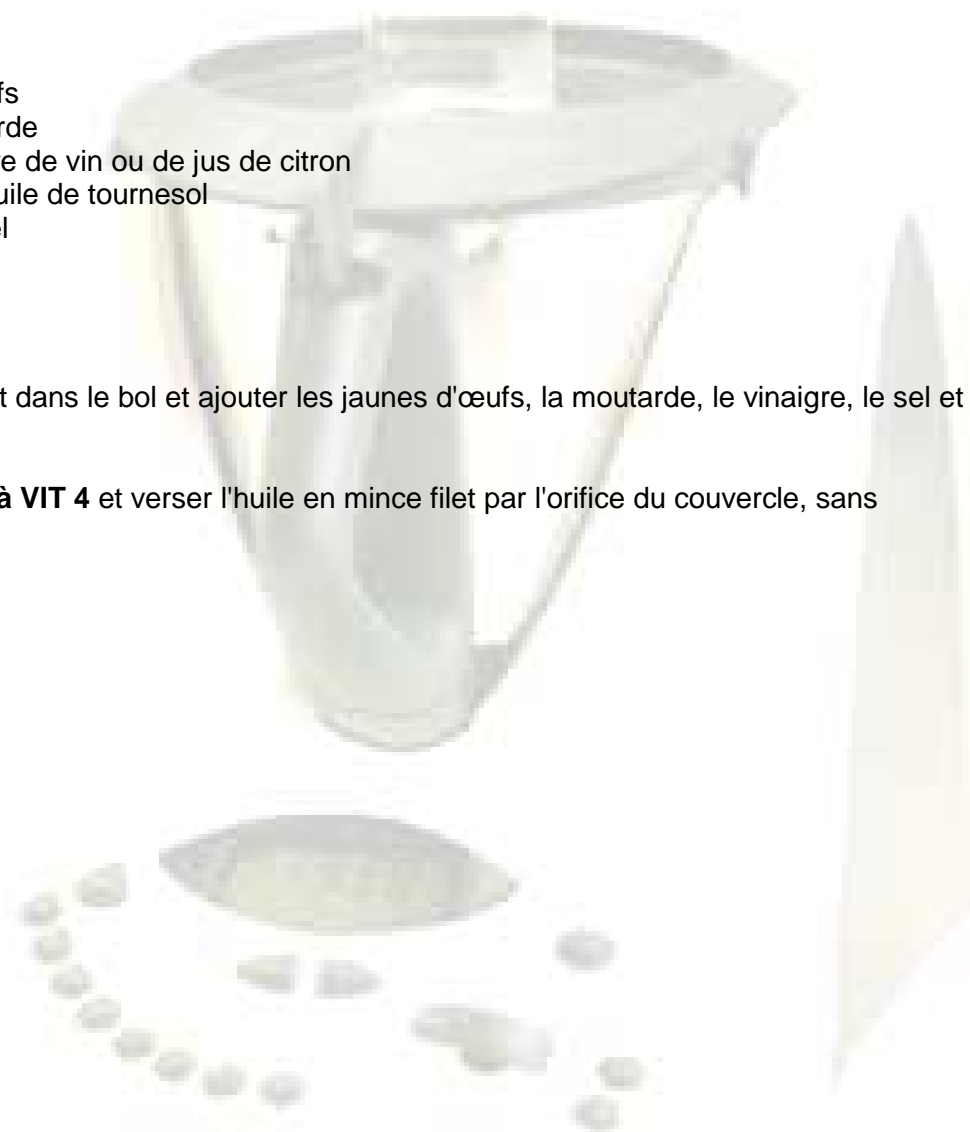 fs
rde
e de vin ou de jus de citron
uile de tournesol
el
t dans le bol et ajouter les jaunes d'œufs, la moutarde, le vinaigre, le sel et
à VIT 4 et verser l'huile en mince filet par l'orifice du couvercle, sans